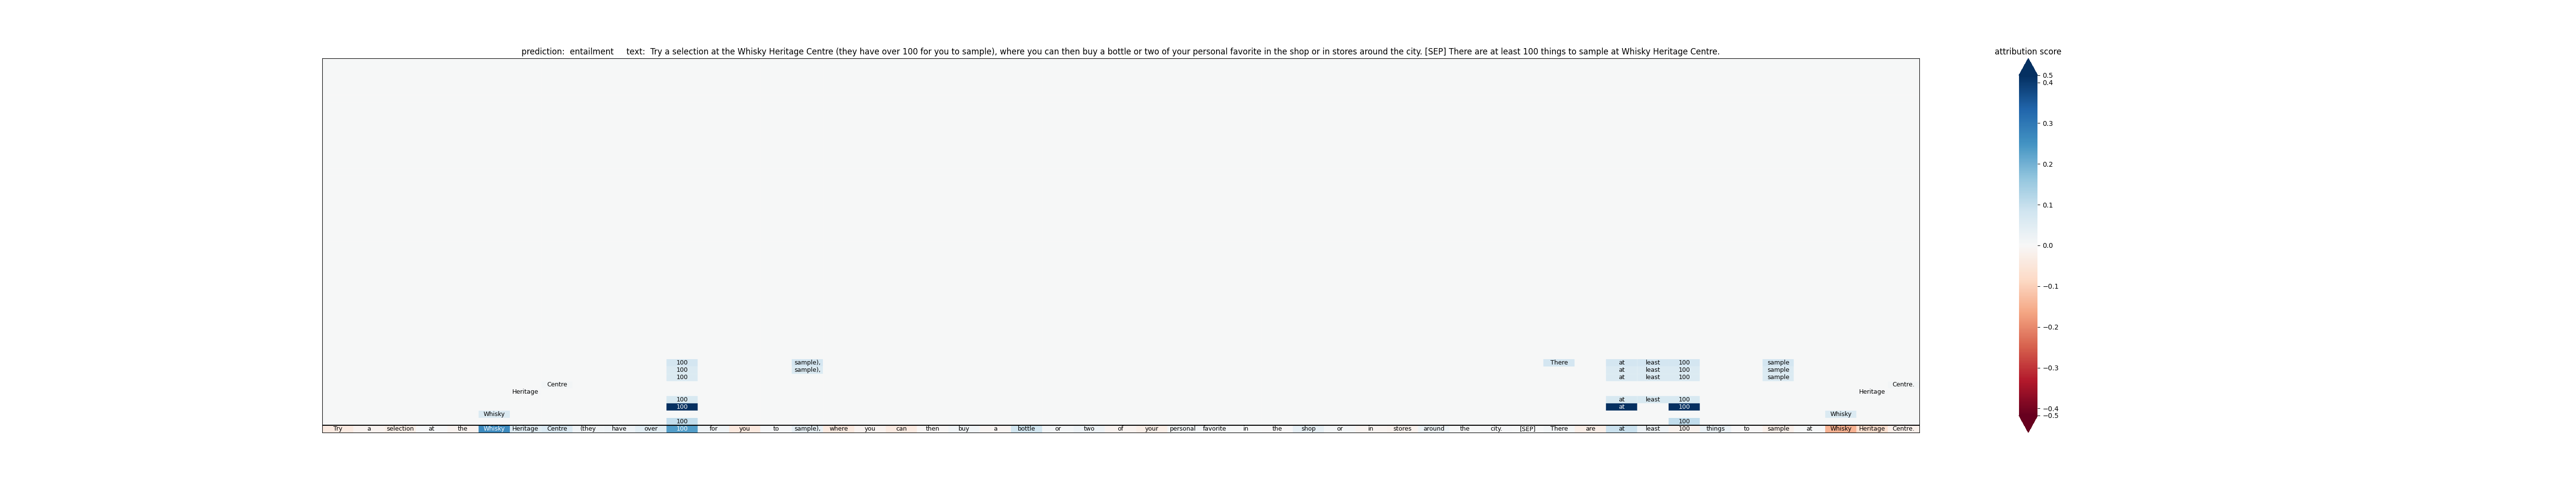 prediction:  entailment     text:  Try a selection at the Whisky Heritage Centre (they have over 100 for you to sample), where you can then buy a bottle or two of your personal favorite in the shop or in stores around the city. [SEP] There are at least 100 things to sample at Whisky Heritage Centre.
attribution score
0.5
0.4
0.3
0.2
0.1
0.0
−0.1
−0.2
−0.3
−0.4
−0.5
100 sample), There at least 100 sample
100 sample), at least 100 sample
100 at least 100 sample
Centre Centre.
Heritage Heritage
100 at least 100
100 at 100
Whisky Whisky
100 100
Try a selection at the Whisky Heritage Centre (they have over 100 for you to sample), where you can then buy a bottle or two of your personal favorite in the shop or in stores around the city. [SEP] There are at least 100 things to sample at Whisky Heritage Centre.